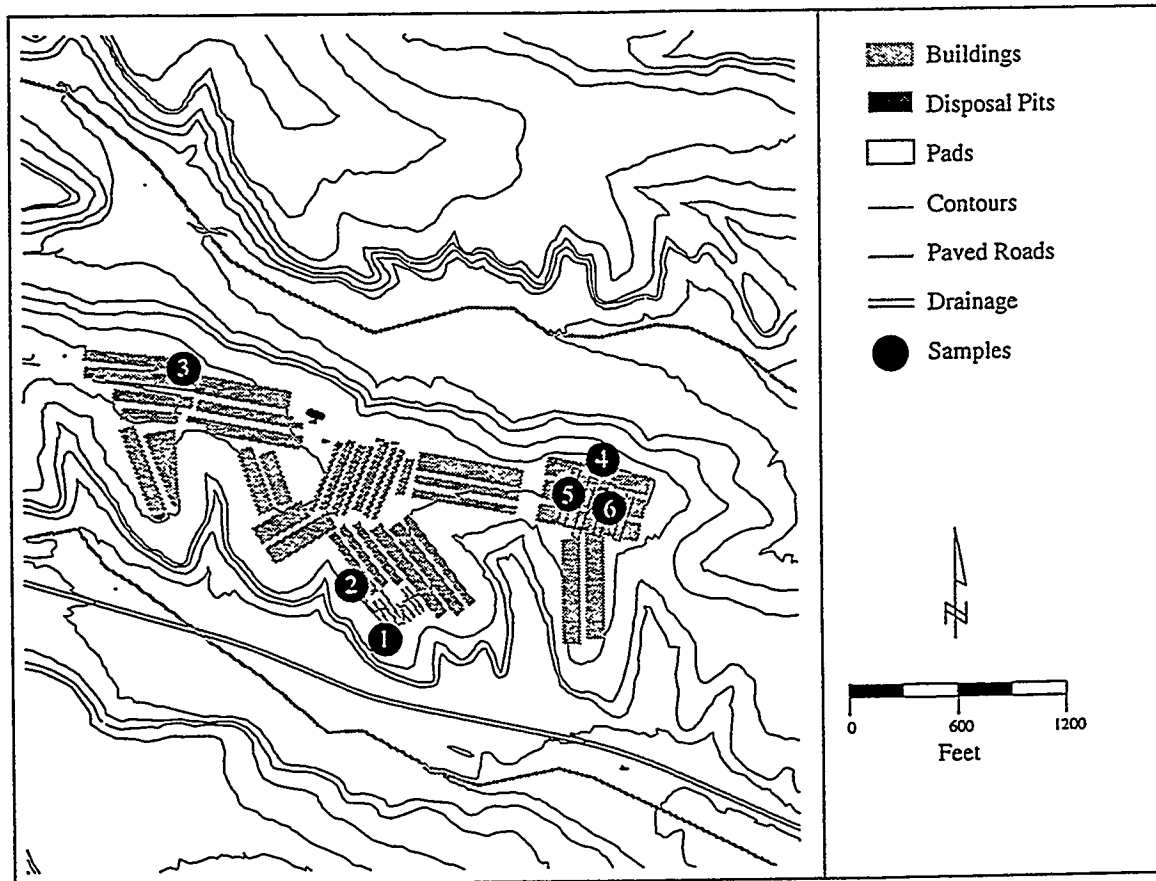 Buildings
Disposal Pits
Pads
Contours
Paved Roads
Drainage
Samples
3
4
5
6
2
1
N
0
600
1200
Feet